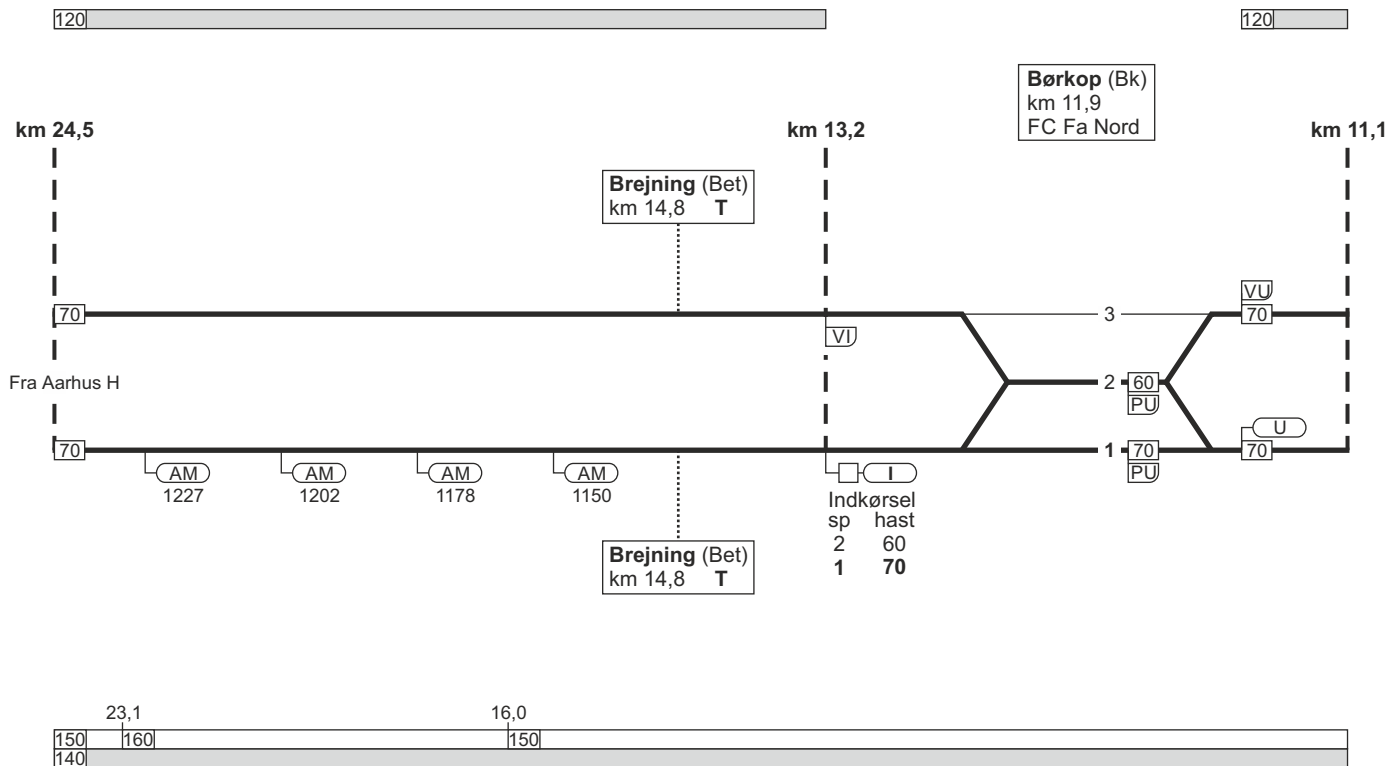 120
120
Børkop (Bk)
km 11,9
FC Fa Nord
km 24,5
km 13,2
km 11,1
Brejning (Bet)
km 14,8 T
VU
70
3
70
VI
Fra Aarhus H
2
60
PU
U
70
1
70
70
PU
AM
1227
AM
1202
AM
1178
AM
1150
I
Indkørsel
sp hast
2 60
1 70
Brejning (Bet)
km 14,8 T
23,1
16,0
150
160
150
140